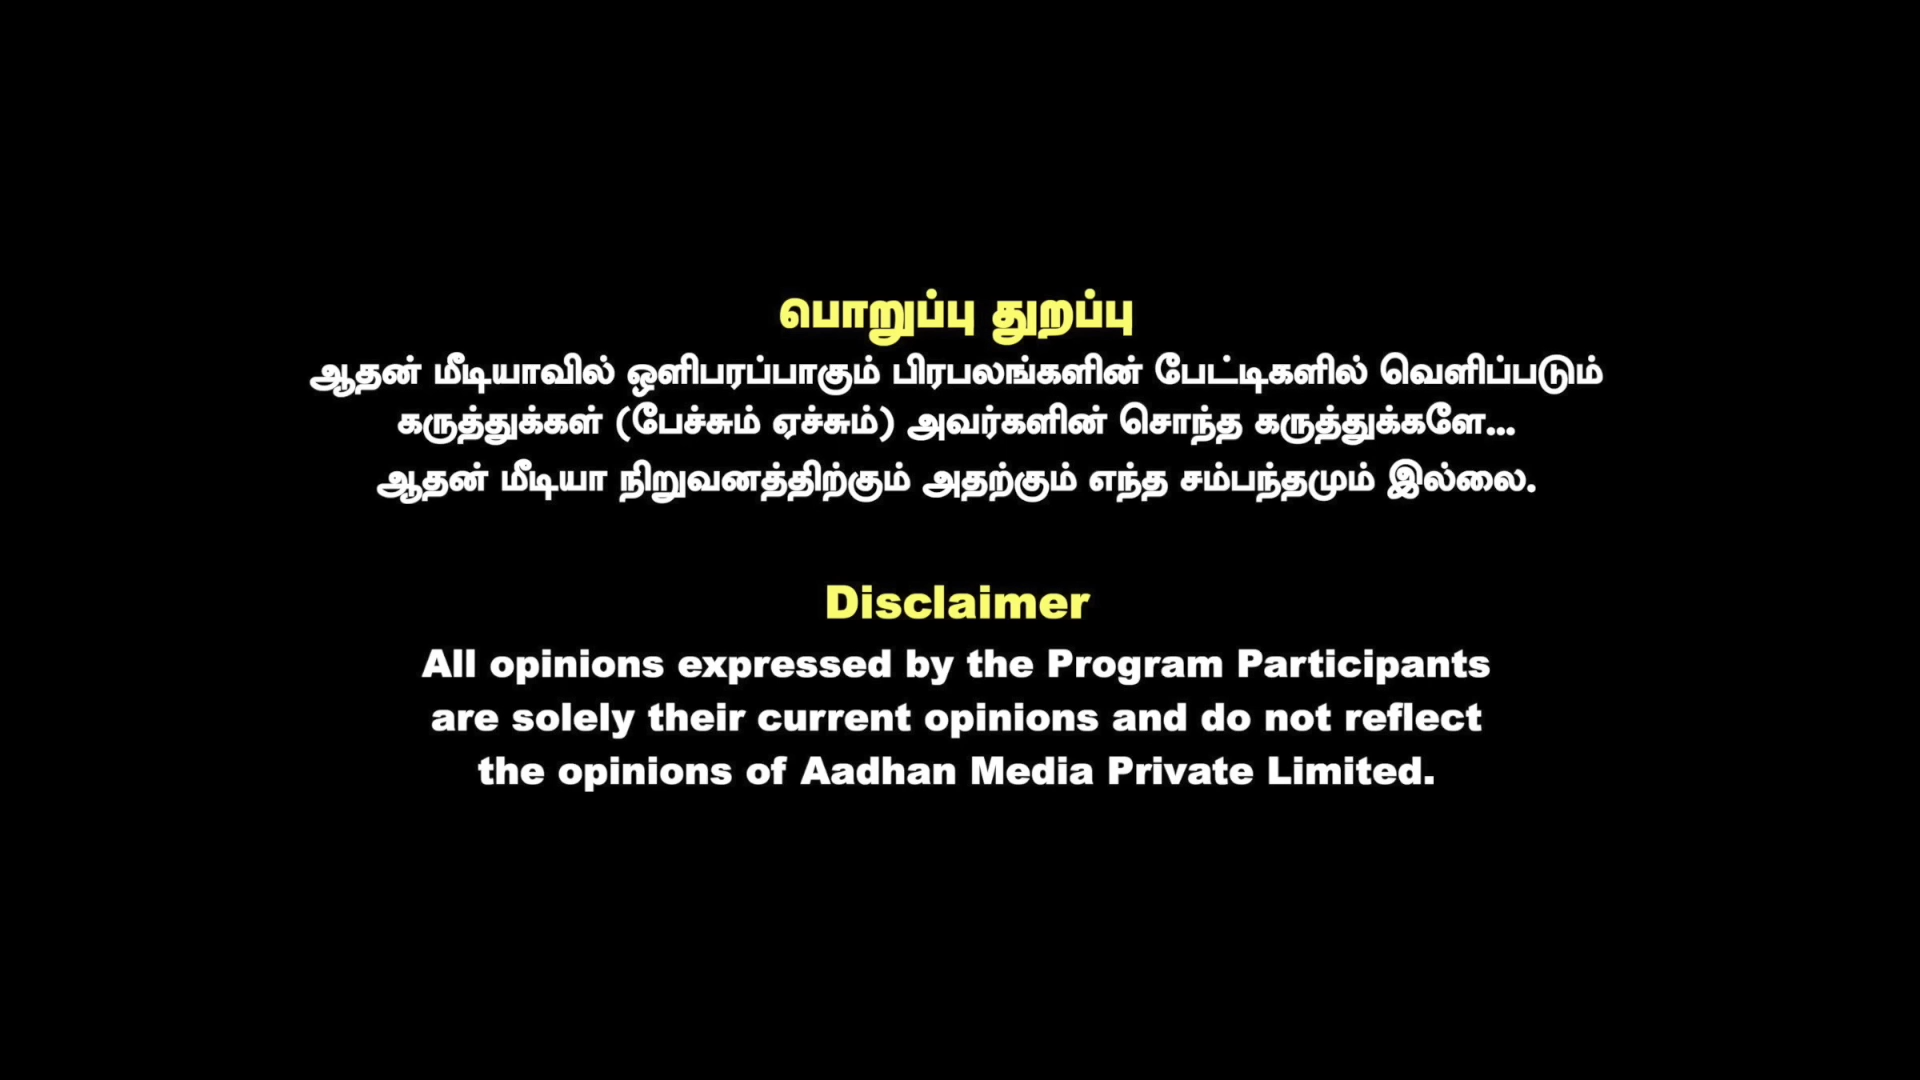 பொறுப்பு துறப்பு
ஆதன் மீடியாவில் ஒளிபரப்பாகும் பிரபலங்களின் பேட்டிகளில் வெளிப்படும்
கருத்துக்கள் (பேச்சும் ஏச்சும்) அவர்களின் சொந்த கருத்துக்களே...
ஆதன் மீடியா நிறுவனத்திற்கும் அதற்கும் எந்த சம்பந்தமும் இல்லை.
Disclaimer
All opinions expressed by the Program Participants
are solely their current opinions and do not reflect
the opinions of Aadhan Media Private Limited.